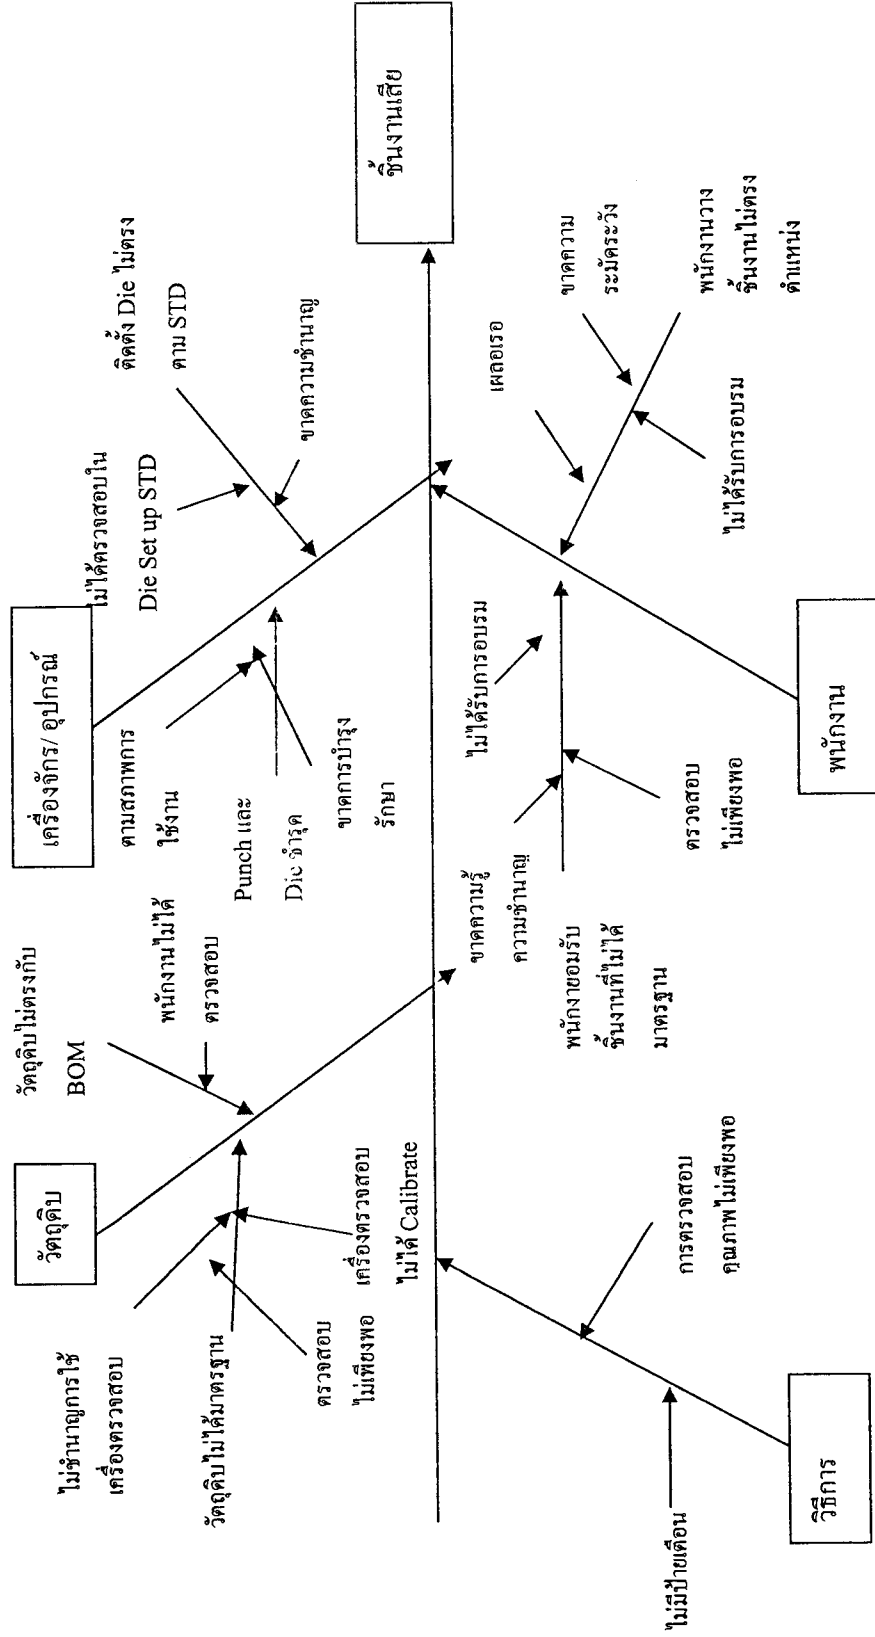 เครื่องจักร/ อุปกรณ์
วัตถุดิบ
ชิ้นงานเสีย
พนักงาน
วิธีการ
ไม่ชำนาญการใช้
เครื่องตรวจสอบ
วัตถุดิบไม่ได้มาตรฐาน
ตรวจสอบ
ไม่เพียงพอ
เครื่องตรวจสอบ
ไม่ได้ Calibrate
วัตถุดิบไม่ตรงกับ
BOM
พนักงานไม่ได้
ตรวจสอบ
ตามสภาพการ
ใช้งาน
Punch และ
Die ชำรุด
ขาดการบำรุง
รักษา
ไม่ได้ตรวจสอบใน
Die Set up STD
ติดตั้ง Die ไม่ตรง
ตาม STD
ขาดความชำนาญ
ไม่มีป้ายเตือน
การตรวจสอบ
คุณภาพไม่เพียงพอ
ขาดความรู้
ความชำนาญ
พนักงายอมรับ
ชิ้นงานที่ไม่ได้
มาตรฐาน
ไม่ได้รับการอบรม
ตรวจสอบ
ไม่เพียงพอ
เผลอเรอ
ขาดความ
ระมัดระวัง
พนักงานวาง
ชิ้นงานไม่ตรง
ตำแหน่ง
ไม่ได้รับการอบรม